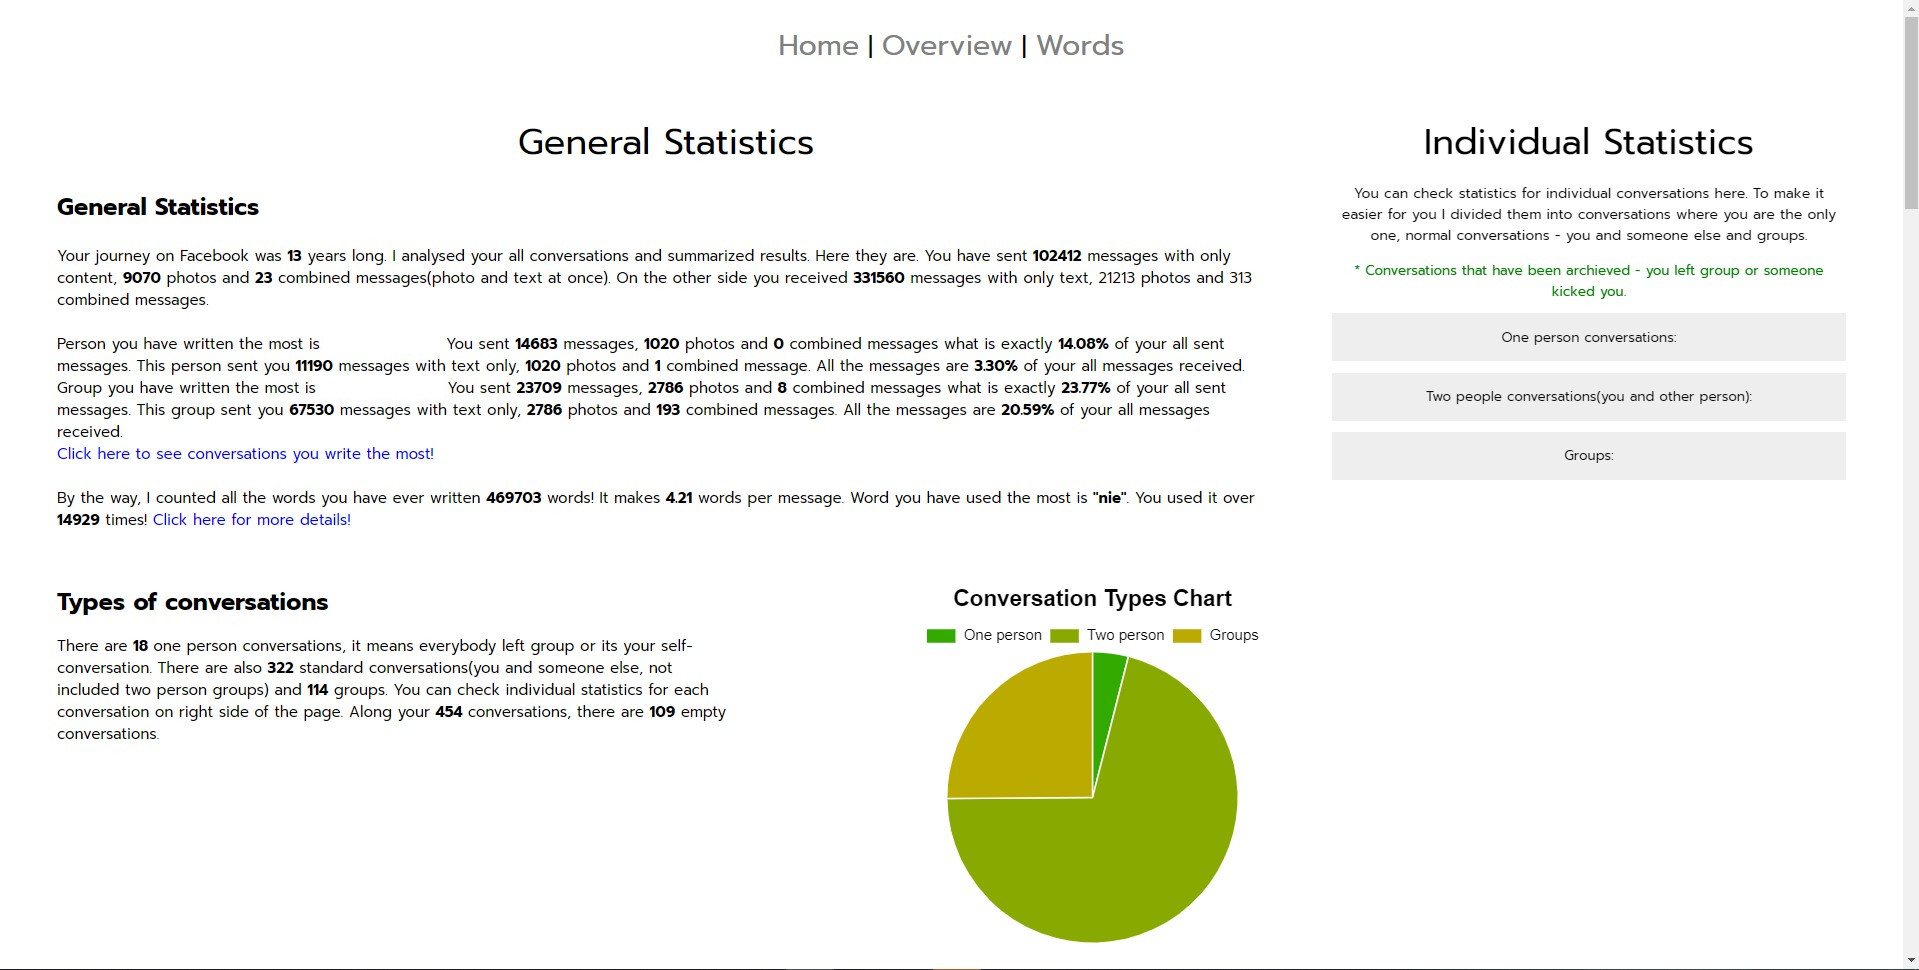 Home | Overview | Words
General Statistics
General Statistics
Your journey on Facebook was 13 years long. I analysed your all conversations and summarized results. Here they are. You have sent 102412 messages with only
content, 9070 photos and 23 combined messages(photo and text at once). On the other side you received 331560 messages with only text, 21213 photos and 313
combined messages.
Person you have written the most is You sent 14683 messages, 1020 photos and 0 combined messages what is exactly 14.08% of your all sent
messages. This person sent you 11190 messages with text only, 1020 photos and 1 combined message. All the messages are 3.30% of your all messages received.
Group you have written the most is You sent 23709 messages, 2786 photos and 8 combined messages what is exactly 23.77% of your all sent
messages. This group sent you 67530 messages with text only, 2786 photos and 193 combined messages. All the messages are 20.59% of your all messages
received.
Click here to see conversations you write the most!
By the way, I counted all the words you have ever written 469703 words! It makes 4.21 words per message. Word you have used the most is "nie". You used it over
14929 times! Click here for more details!
Types of conversations
There are 18 one person conversations, it means everybody left group or its your self-
conversation. There are also 322 standard conversations(you and someone else, not
included two person groups) and 114 groups. You can check individual statistics for each
conversation on right side of the page. Along your 454 conversations, there are 109 empty
conversations.
Conversation Types Chart
One person Two person Groups
Individual Statistics
You can check statistics for individual conversations here. To make it
easier for you I divided them into conversations where you are the only
one, normal conversations - you and someone else and groups.
* Conversations that have been archieved - you left group or someone
kicked you.
One person conversations:
Two people conversations(you and other person):
Groups: